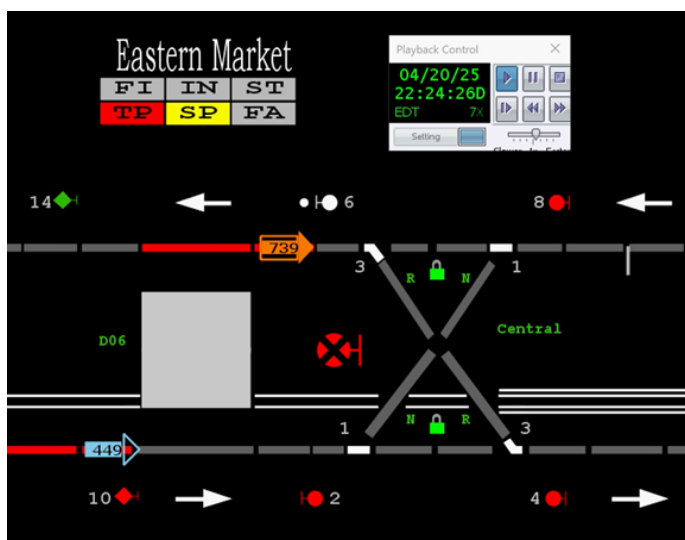 Eastern Market
FI IN ST
TP SP FA
Playback Control
04/20/25
22:24:26D
EDT 7X
Setting
14
6
8
739
3
1
R
N
D06
Central
1
N
R
3
449
10
2
4